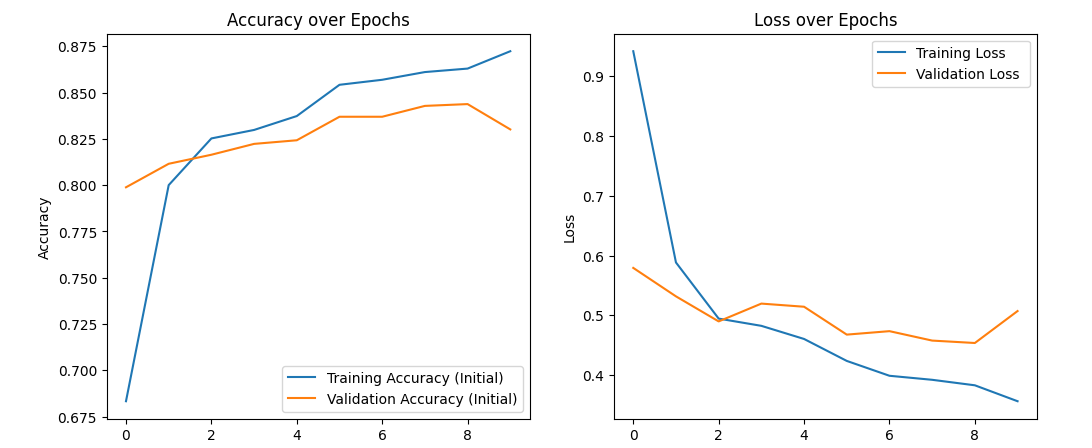 Accuracy over Epochs
Accuracy
0.875
0.850
0.825
0.800
0.775
0.750
0.725
0.700
0.675
0 2 4 6 8
Training Accuracy (Initial)
Validation Accuracy (Initial)
Loss over Epochs
Loss
0.9
0.8
0.7
0.6
0.5
0.4
0 2 4 6 8
Training Loss
Validation Loss